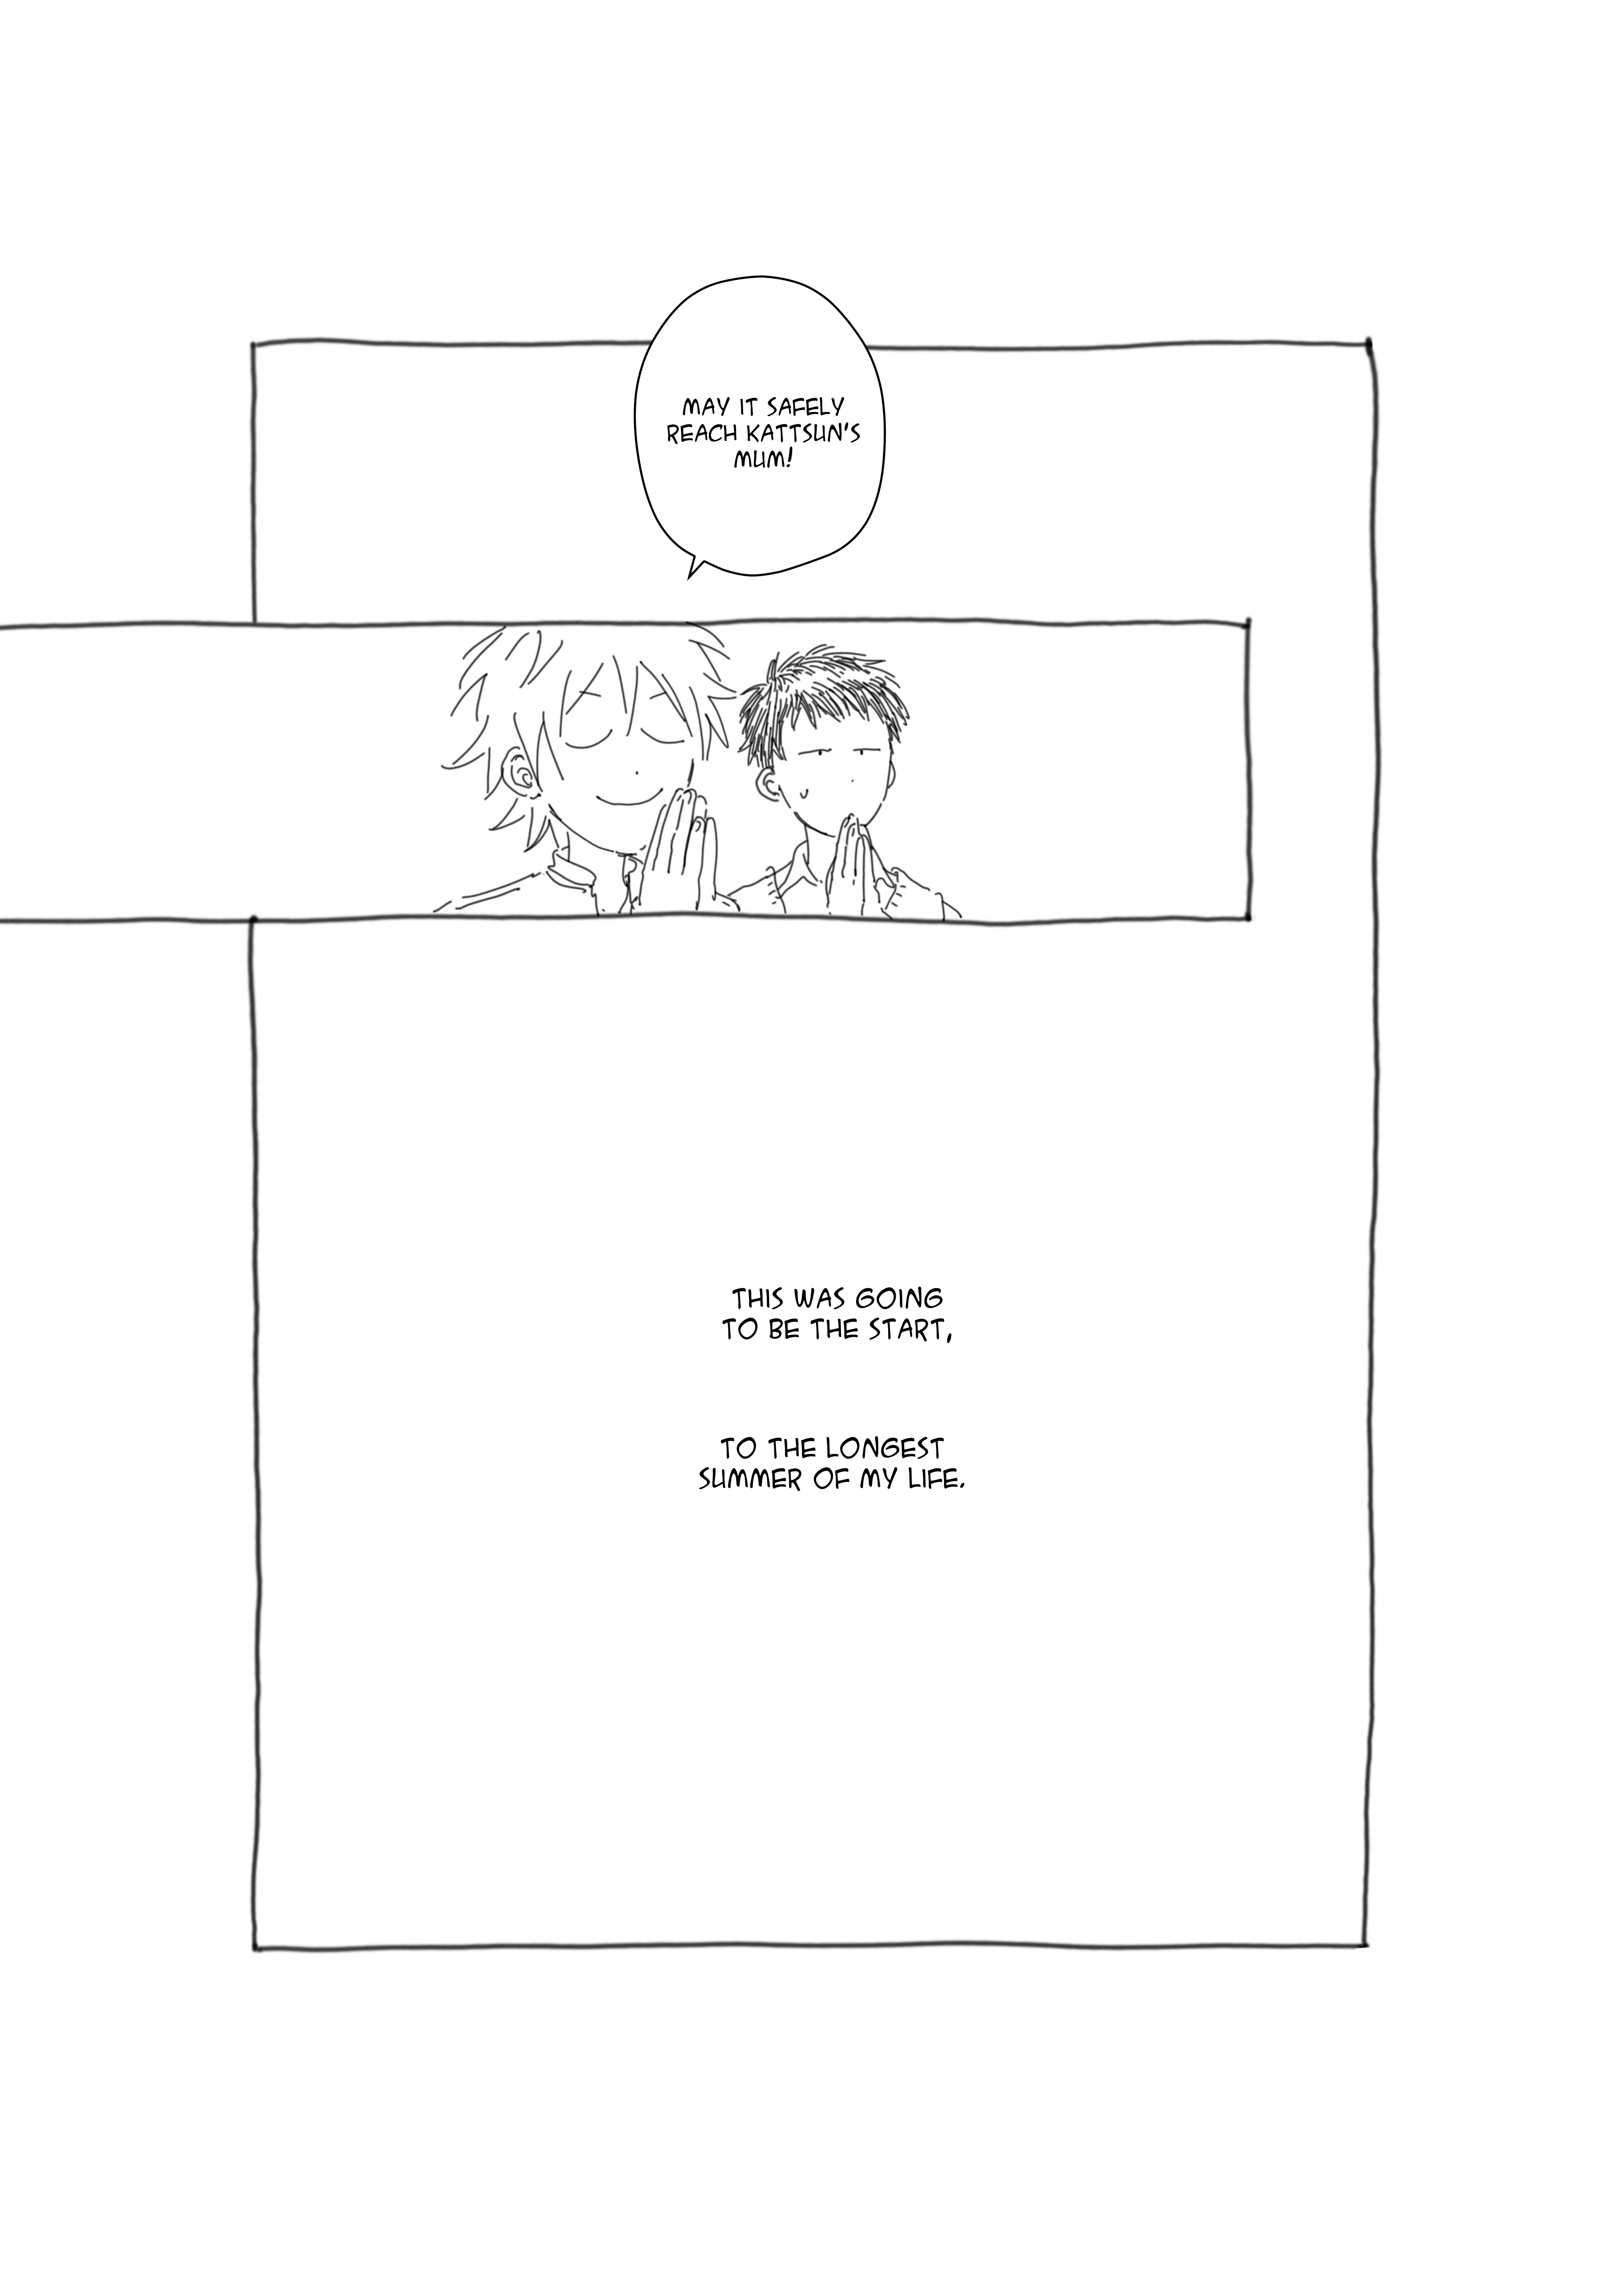 MAY IT SAFELY
REACH KATTSUN'S
MUM!
THIS WAS GOING
TO BE THE START,
TO THE LONGEST
SUMMER OF MY LIFE.